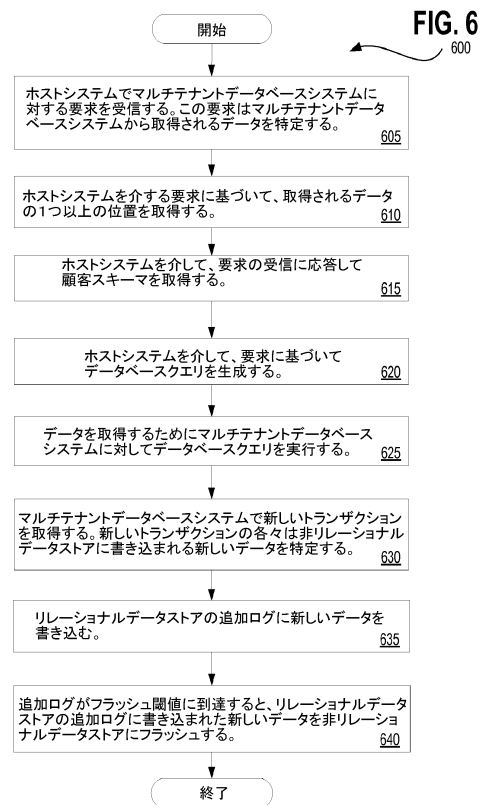 FIG. 6
600
開始
ホストシステムでマルチテナントデータベースシステムに
対する要求を受信する。この要求はマルチテナントデータ
ベースシステムから取得されるデータを特定する。
605
ホストシステムを介する要求に基づいて、取得されるデータ
の1つ以上の位置を取得する。
610
ホストシステムを介して、要求の受信に応答して
顧客スキーマを取得する。
615
ホストシステムを介して、要求に基づいて
データベースクエリを生成する。
620
データを取得するためにマルチテナントデータベース
システムに対してデータベースクエリを実行する。
625
マルチテナントデータベースシステムで新しいトランザクション
を取得する。新しいトランザクションの各々は非リレーショナル
データストアに書き込まれる新しいデータを特定する。
630
リレーショナルデータストアの追加ログに新しいデータを
書き込む。
635
追加ログがフラッシュ閾値に到達すると、リレーショナルデータ
ストアの追加ログに書き込まれた新しいデータを非リレーショ
ナルデータストアにフラッシュする。
640
終了